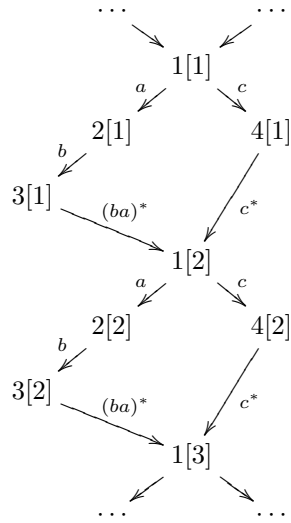 ... ...
1[1]
a c
2[1] 4[1]
b
3[1] (ba)* c*
1[2]
a c
2[2] 4[2]
b
3[2] (ba)* c*
1[3]
... ...